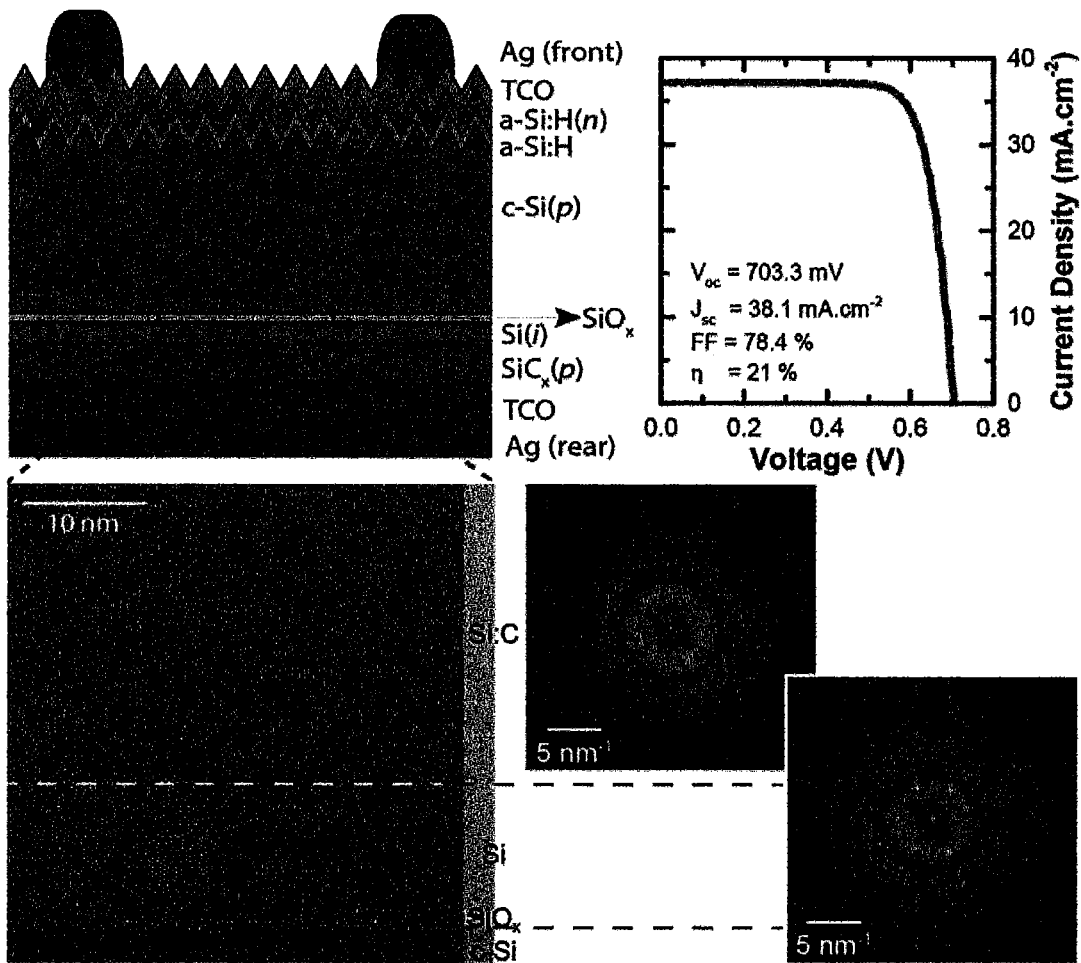 Ag (front)
TCO
a-Si:H(n)
a-Si:H
c-Si(p)
SiOₓ
Si(i)
SiCₓ(p)
TCO
Ag (rear)
40
30
20
10
0
Current Density (mA.cm⁻²)
V_oc = 703.3 mV
J_sc = 38.1 mA.cm⁻²
FF = 78.4 %
η = 21 %
0.0 0.2 0.4 0.6 0.8
Voltage (V)
10 nm
Si:C
5 nm⁻¹
Si
SiOₓ
Si
5 nm⁻¹